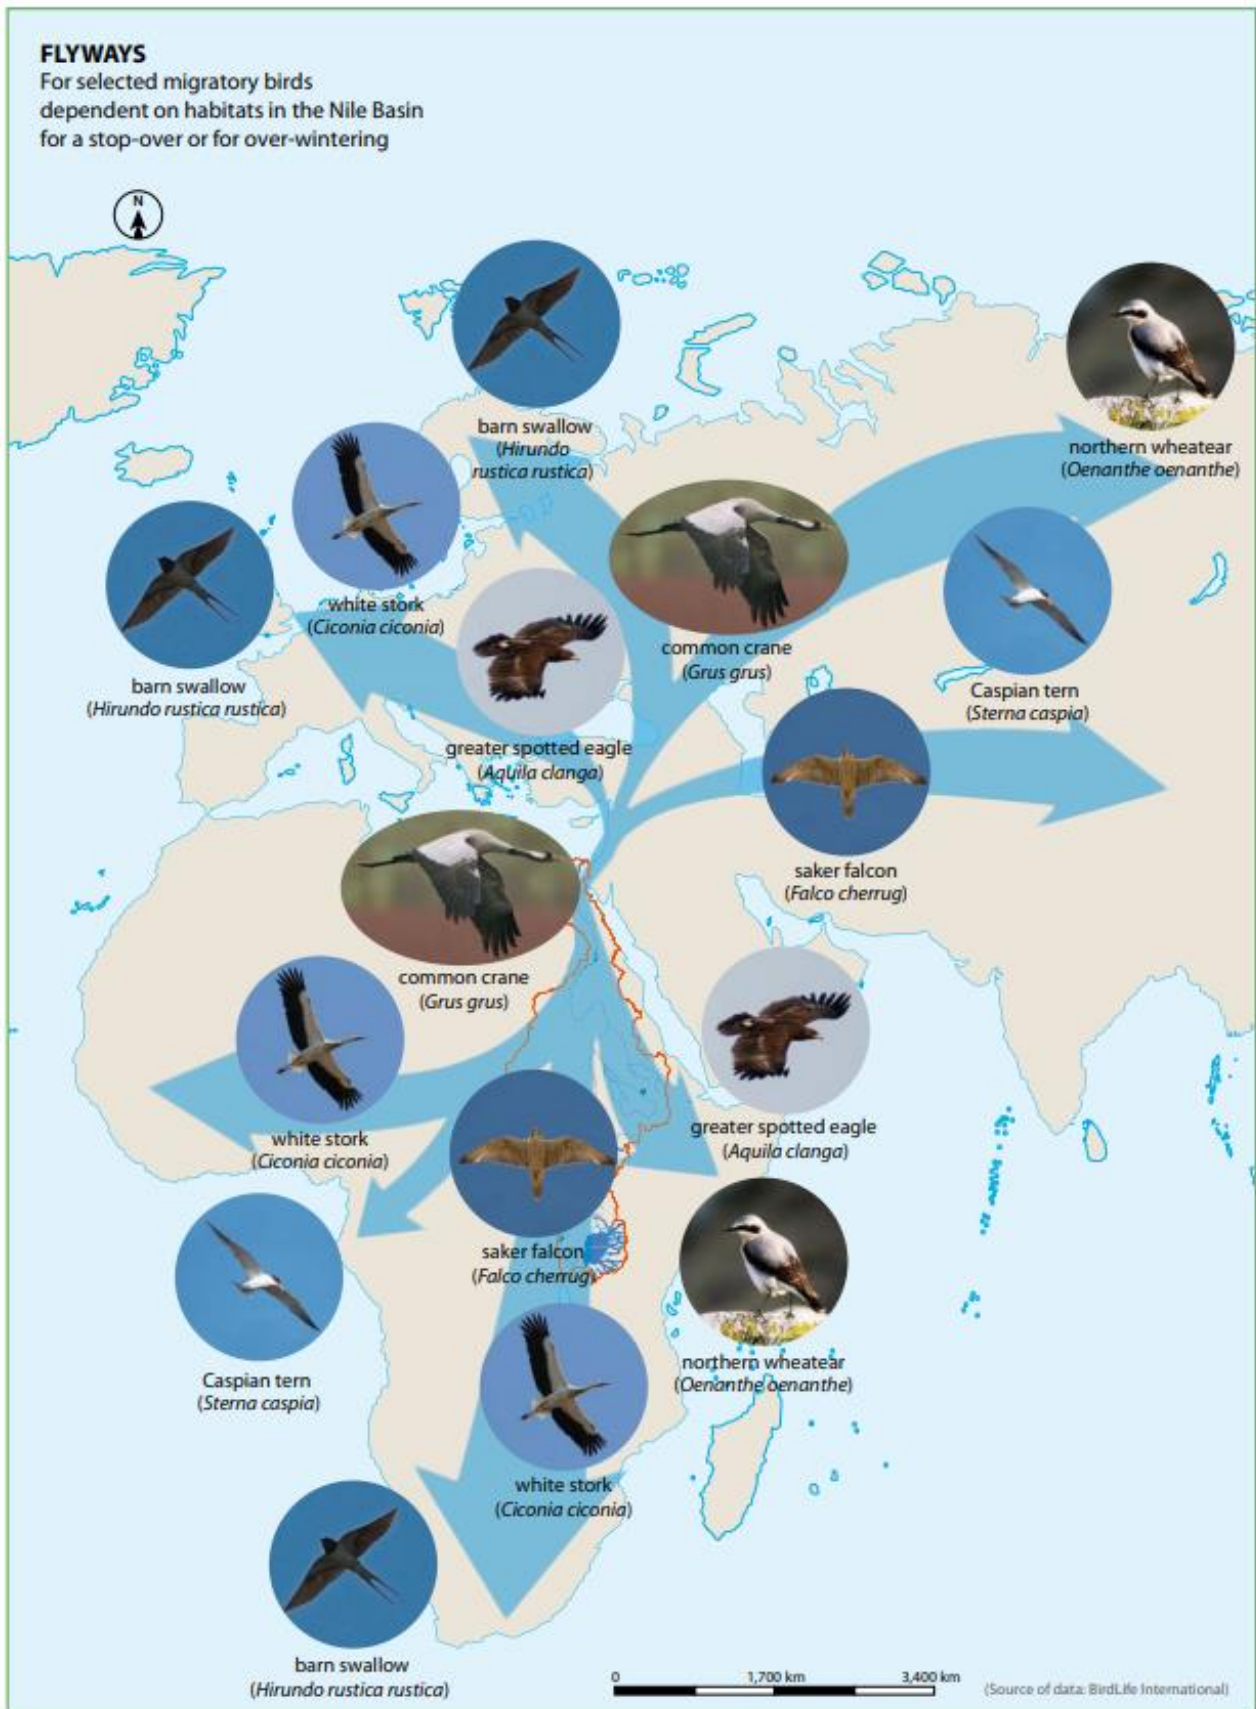 FLYWAYS
For selected migratory birds
dependent on habitats in the Nile Basin
for a stop-over or for over-wintering
N
barn swallow
(Hirundo
rustica rustica)
northern wheatear
(Oenanthe oenanthe)
white stork
(Ciconia ciconia)
common crane
(Grus grus)
barn swallow
(Hirundo rustica rustica)
Caspian tern
(Sterna caspia)
greater spotted eagle
(Aquila clanga)
saker falcon
(Falco cherrug)
common crane
(Grus grus)
white stork
(Ciconia ciconia)
greater spotted eagle
(Aquila clanga)
saker falcon
(Falco cherrug)
Caspian tern
(Sterna caspia)
northern wheatear
(Oenanthe oenanthe)
white stork
(Ciconia ciconia)
barn swallow
(Hirundo rustica rustica)
0 1,700 km 3,400 km
(Source of data: BirdLife International)